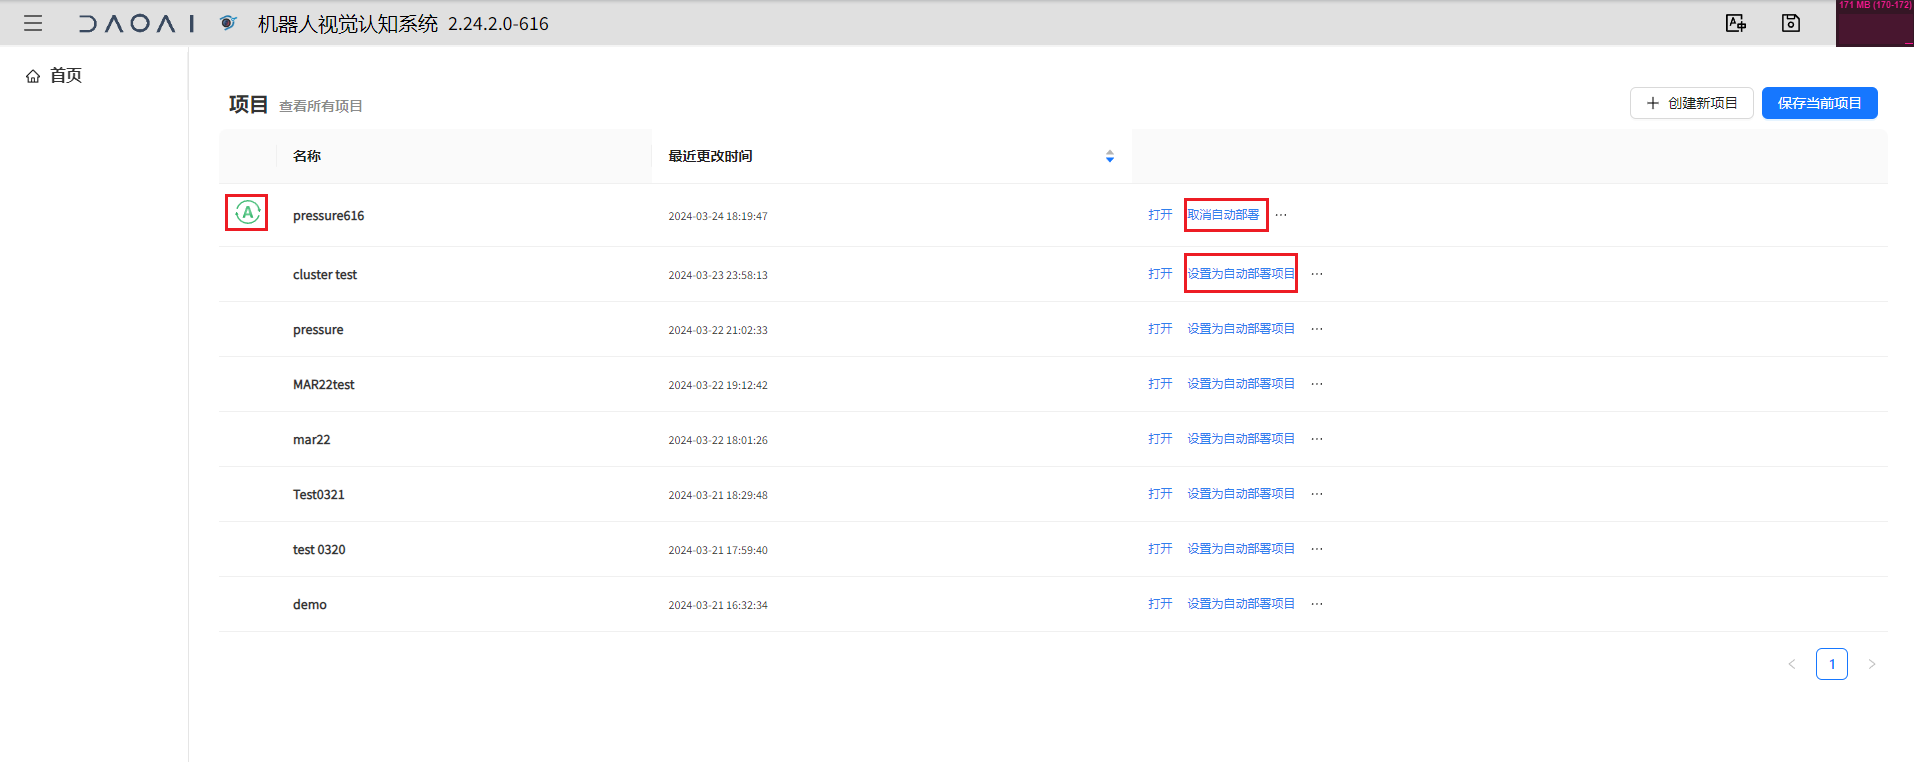 DAOAI 机器人视觉认知系统 2.24.2.0-616
171 MB (170-172)
首页
项目 查看所有项目
创建新项目 保存当前项目
名称 最近更改时间
A pressure616 2024-03-24 18:19:47 打开 取消自动部署 ···
cluster test 2024-03-23 23:58:13 打开 设置为自动部署项目 ···
pressure 2024-03-22 21:02:33 打开 设置为自动部署项目 ···
MAR22test 2024-03-22 19:12:42 打开 设置为自动部署项目 ···
mar22 2024-03-22 18:01:26 打开 设置为自动部署项目 ···
Test0321 2024-03-21 18:29:48 打开 设置为自动部署项目 ···
test 0320 2024-03-21 17:59:40 打开 设置为自动部署项目 ···
demo 2024-03-21 16:32:34 打开 设置为自动部署项目 ···
< 1 >